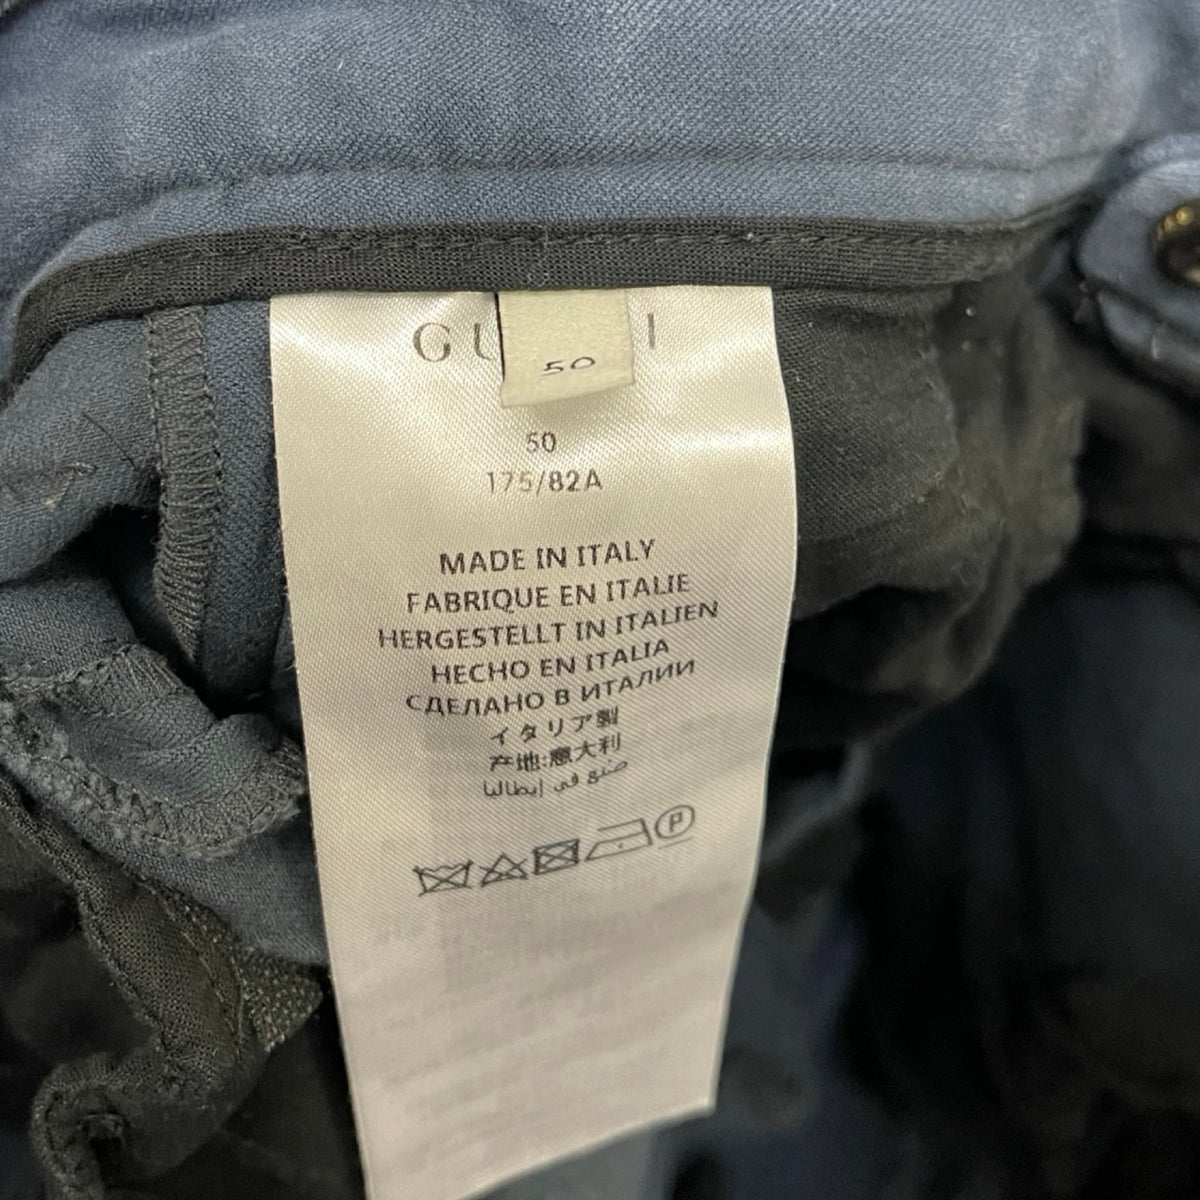 GU I
50
50
175/82A
MADE IN ITALY
FABRIQUE EN ITALIE
HERGESTELLT IN ITALIEN
HECHO EN ITALIA
СДЕЛАНО В ИТАЛИИ
イタリア製
产地:意大利
صنع في إيطاليا
P